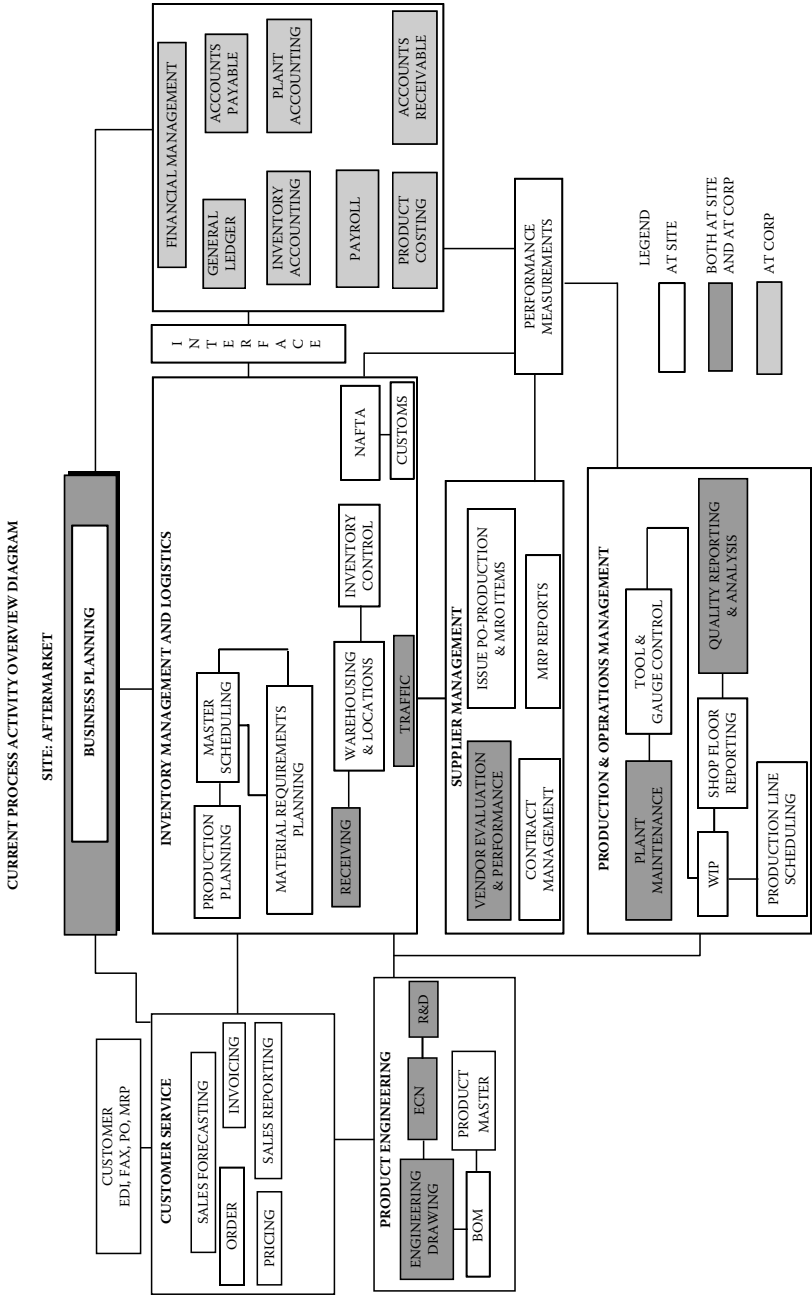 CURRENT PROCESS ACTIVITY OVERVIEW DIAGRAM
SITE: AFTERMARKET
BUSINESS PLANNING
CUSTOMER
EDI, FAX, PO, MRP
CUSTOMER SERVICE
SALES FORECASTING
ORDER
INVOICING
PRICING
SALES REPORTING
PRODUCT ENGINEERING
ENGINEERING
DRAWING
ECN
R&D
BOM
PRODUCT
MASTER
INVENTORY MANAGEMENT AND LOGISTICS
PRODUCTION
PLANNING
MASTER
SCHEDULING
MATERIAL REQUIREMENTS
PLANNING
RECEIVING
WAREHOUSING
& LOCATIONS
INVENTORY
CONTROL
NAFTA
CUSTOMS
TRAFFIC
SUPPLIER MANAGEMENT
VENDOR EVALUATION
& PERFORMANCE
ISSUE PO-PRODUCTION
& MRO ITEMS
CONTRACT
MANAGEMENT
MRP REPORTS
PRODUCTION & OPERATIONS MANAGEMENT
PLANT
MAINTENANCE
TOOL &
GAUGE CONTROL
WIP
SHOP FLOOR
REPORTING
QUALITY REPORTING
& ANALYSIS
PRODUCTION LINE
SCHEDULING
I
N
T
E
R
F
A
C
E
FINANCIAL MANAGEMENT
GENERAL
LEDGER
ACCOUNTS
PAYABLE
INVENTORY
ACCOUNTING
PLANT
ACCOUNTING
PAYROLL
PRODUCT
COSTING
ACCOUNTS
RECEIVABLE
PERFORMANCE
MEASUREMENTS
LEGEND
AT SITE
BOTH AT SITE
AND AT CORP
AT CORP